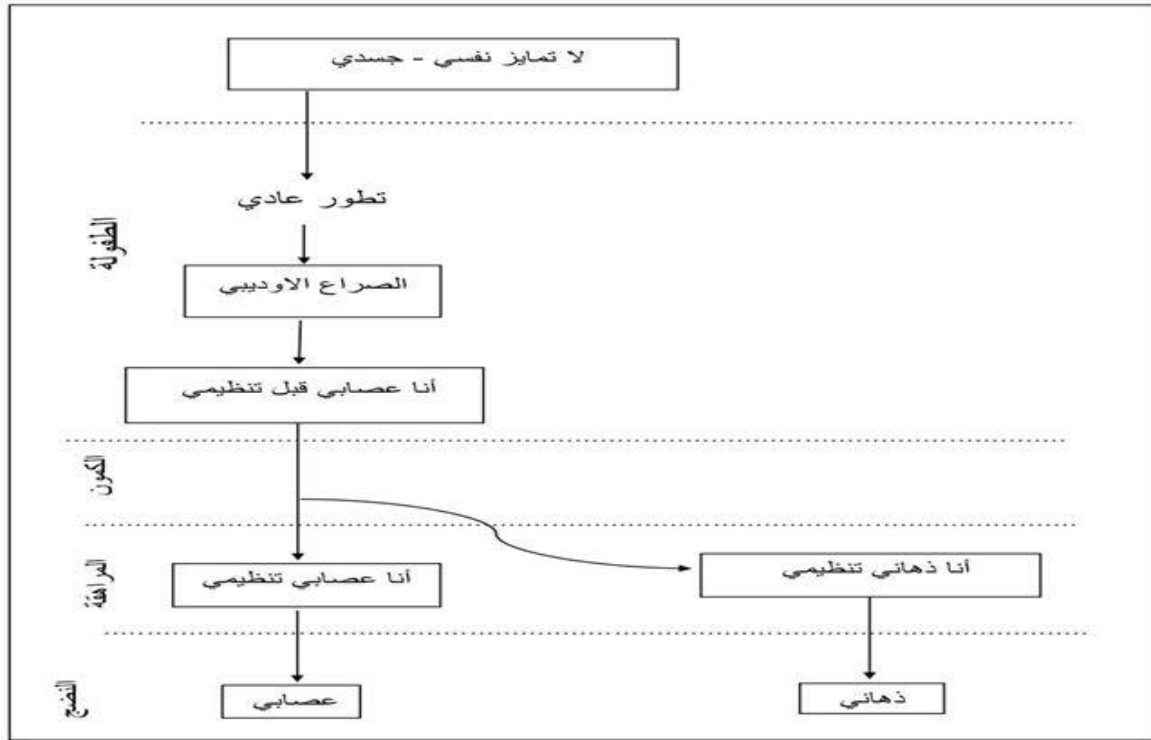 لا تمايز نفسي - جسدي
الطفولة
تطور عادي
الصراع الاوديبي
أنا عصابي قبل تنظيمي
الكمون
المراهقة
أنا عصابي تنظيمي
أنا ذهاني تنظيمي
النضج
عصابي
ذهاني